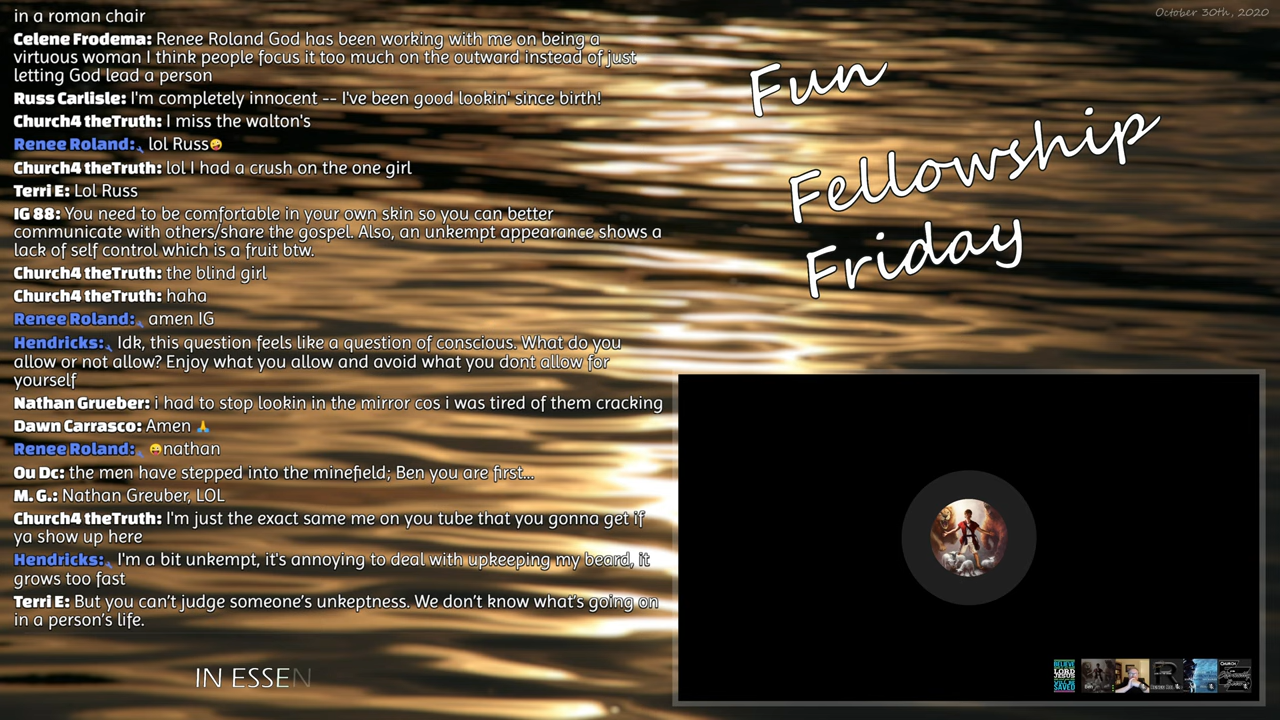 in a roman chair
Celene Frodema: Renee Roland God has been working with me on being a
virtuous woman I think people focus it too much on the outward instead of just
letting God lead a person
Russ Carlisle: I'm completely innocent -- I've been good lookin' since birth!
Church4 theTruth: I miss the walton's
Renee Roland: lol Russ🤪
Church4 theTruth: lol I had a crush on the one girl
Terri E: Lol Russ
IG 88: You need to be comfortable in your own skin so you can better
communicate with others/share the gospel. Also, an unkempt appearance shows a
lack of self control which is a fruit btw.
Church4 theTruth: the blind girl
Church4 theTruth: haha
Renee Roland: amen IG
Hendricks: Idk, this question feels like a question of conscious. What do you
allow or not allow? Enjoy what you allow and avoid what you dont allow for
yourself
Nathan Grueber: i had to stop lookin in the mirror cos i was tired of them cracking
Dawn Carrasco: Amen 🙏
Renee Roland: 😛nathan
Ou Dc: the men have stepped into the minefield; Ben you are first...
M. G.: Nathan Greuber, LOL
Church4 theTruth: I'm just the exact same me on you tube that you gonna get if
ya show up here
Hendricks: I'm a bit unkempt, it's annoying to deal with upkeeping my beard, it
grows too fast
Terri E: But you can't judge someone's unkeptness. We don't know what's going on
in a person's life.
IN ESSEN
October 30th, 2020
Fun
Fellowship
Friday
BELIEVE
LORD
JESUS
SAVED
CHURCH